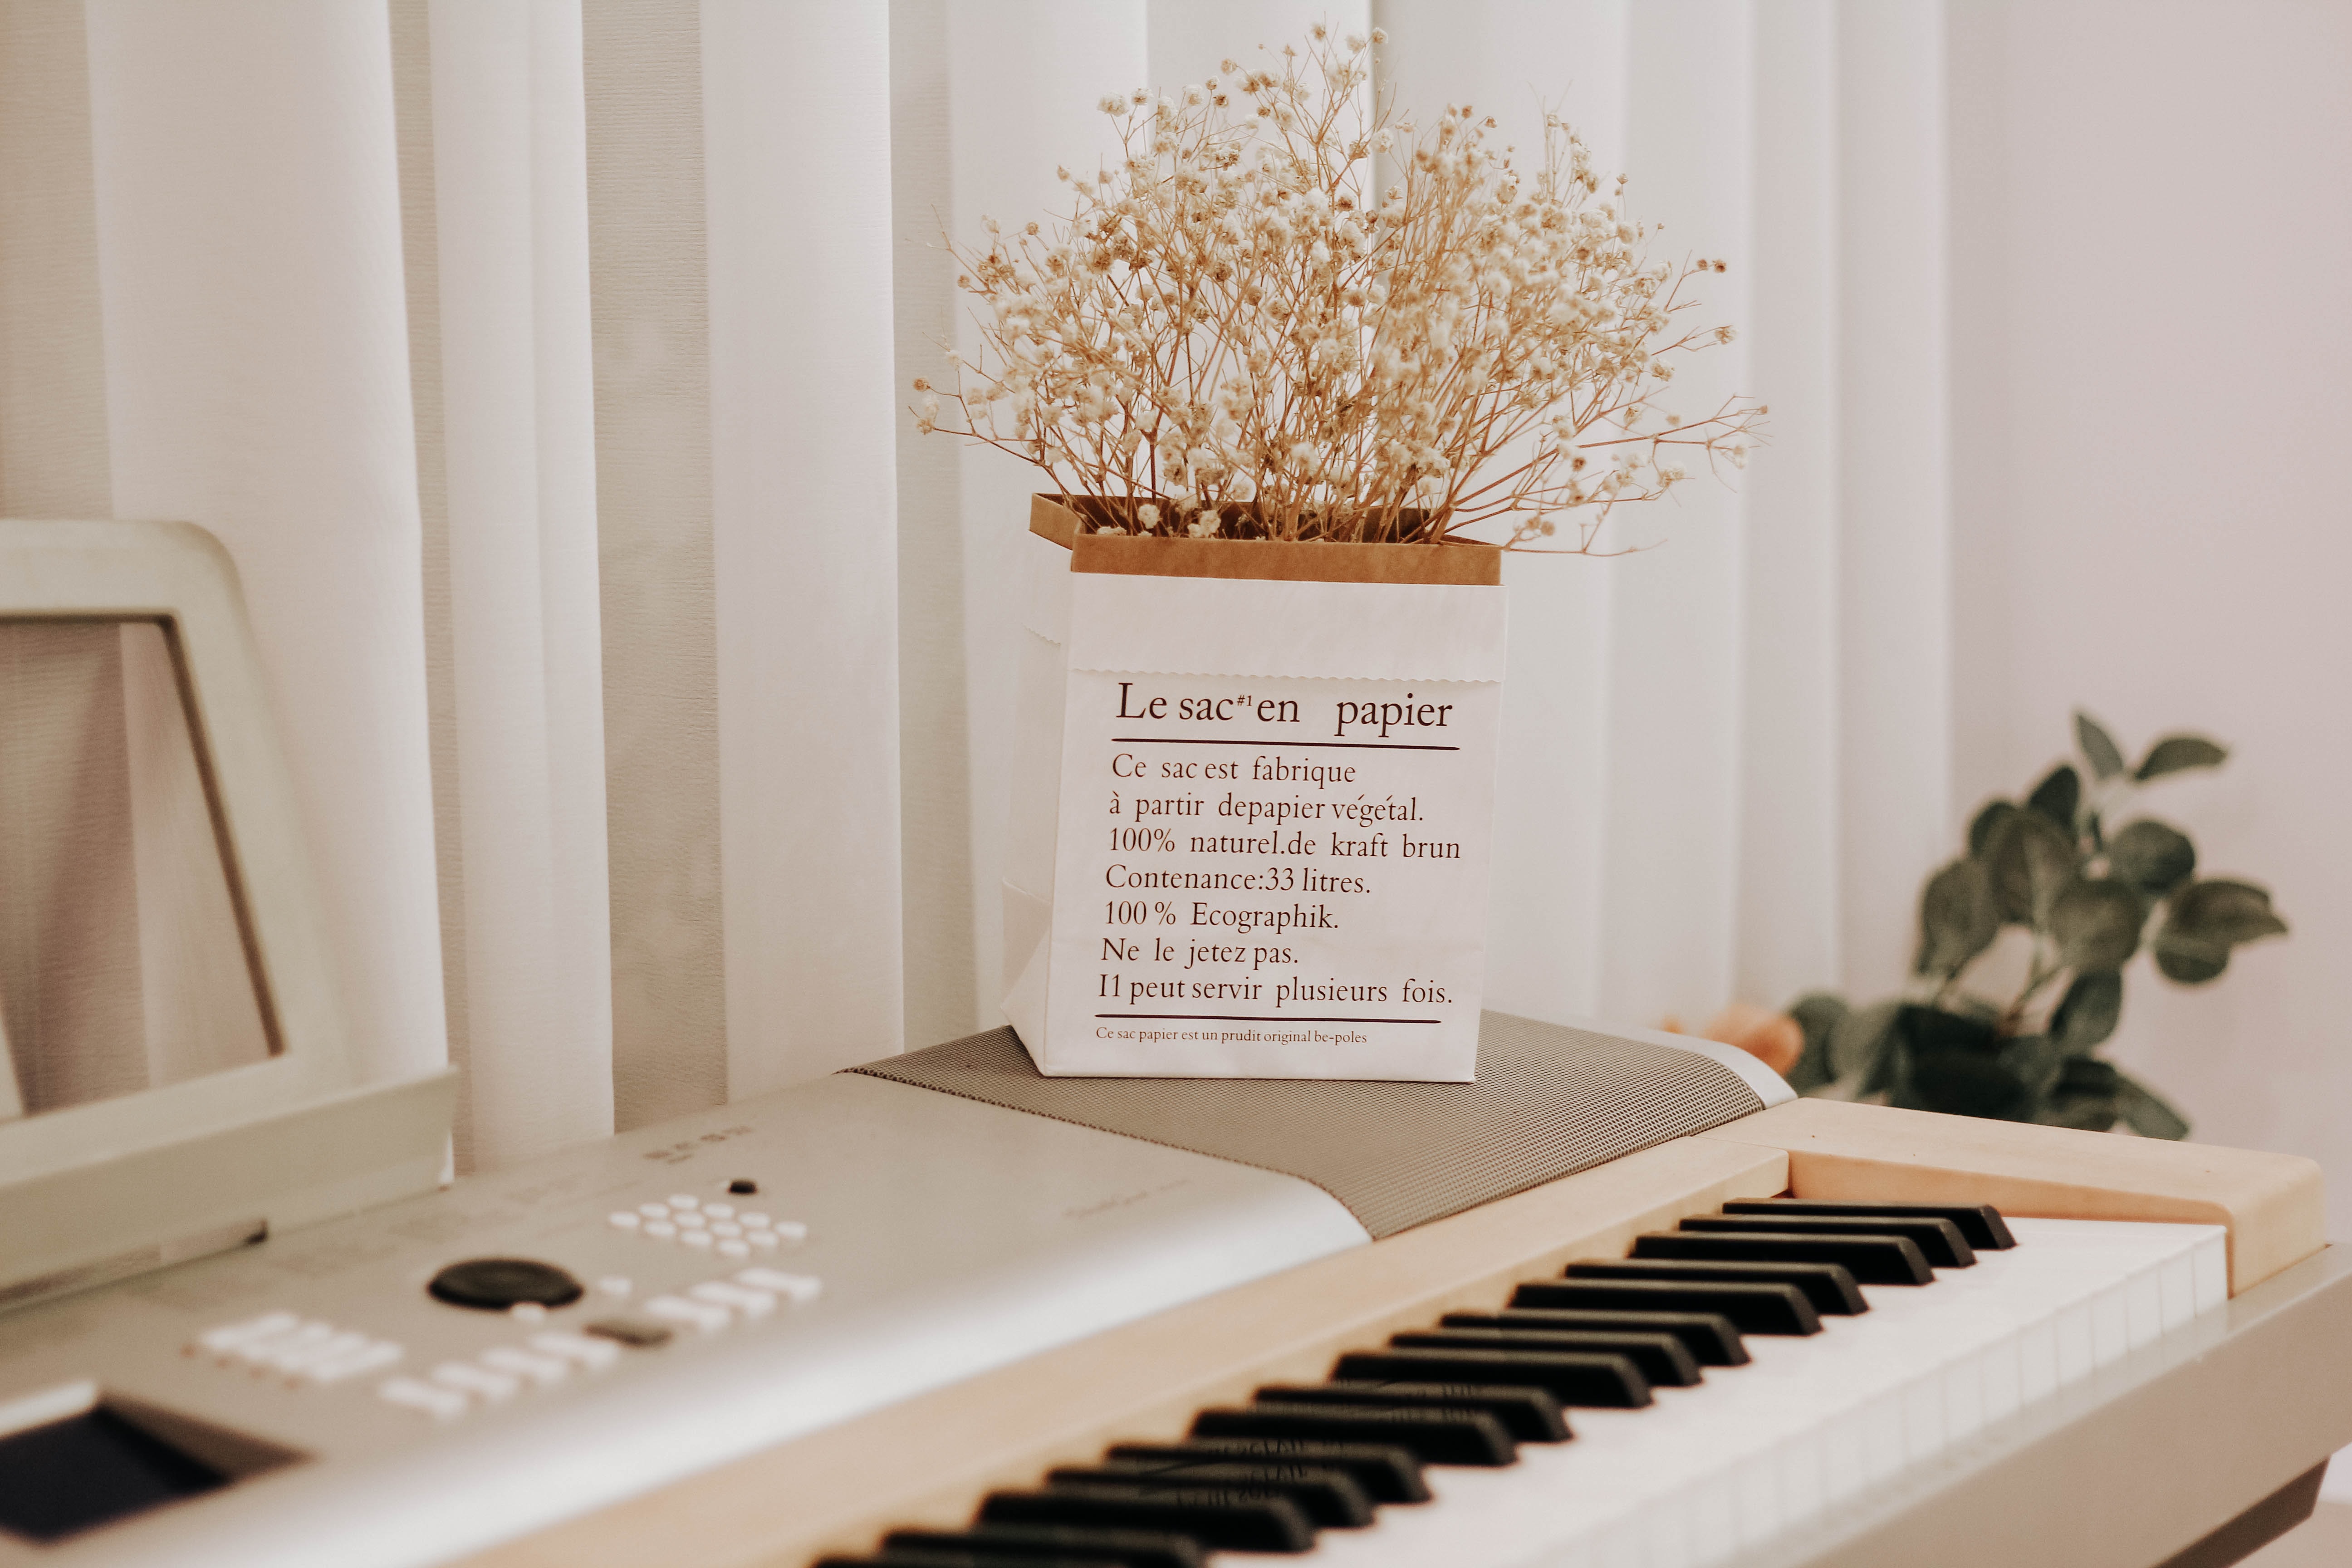 Le sac#1 en papier
Ce sac est fabrique
à partir depapier végétal.
100% naturel.de kraft brun
Contenance:33 litres.
100 % Ecographik.
Ne le jetez pas.
I1 peut servir plusieurs fois.
Ce sac papier est un prudit original be-poles